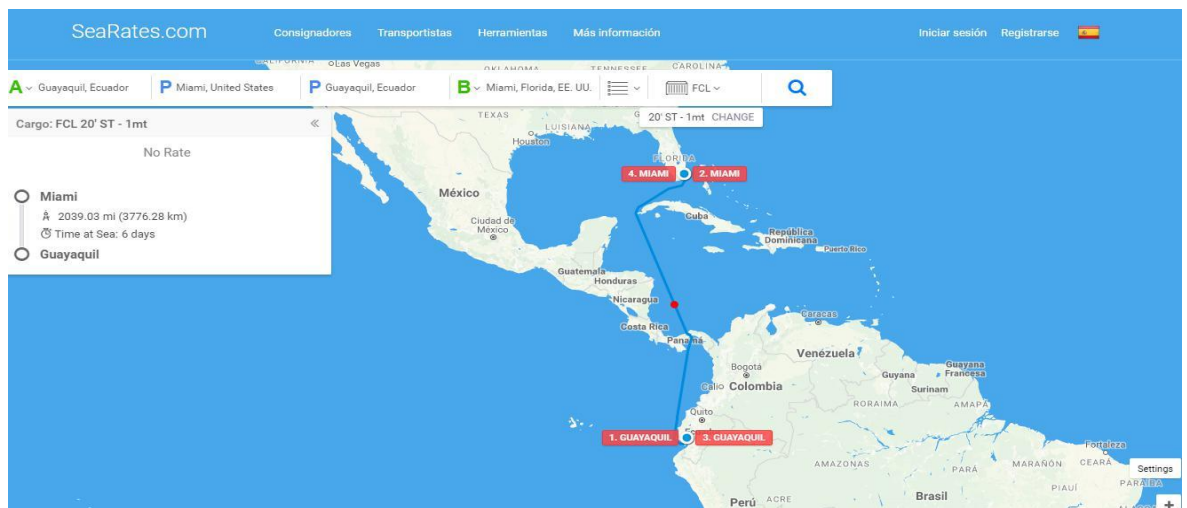 SeaRates.com
Consignadores Transportistas Herramientas Más información
Iniciar sesión Registrarse
Las Vegas
OKLAHOMA TENNESSEE CAROLINA
A Guayaquil, Ecuador P Miami, United States P Guayaquil, Ecuador B Miami, Florida, EE. UU. FCL
20' ST - 1mt CHANGE
Cargo: FCL 20' ST - 1mt «
No Rate
Miami
2039.03 mi (3776.28 km)
Time at Sea: 6 days
Guayaquil
TEXAS
LOUISIANA
Houston
FLORIDA
4. MIAMI 2. MIAMI
México
Ciudad de
México
Cuba
República
Dominicana
Puerto Rico
Guatemala
Honduras
Nicaragua
Costa Rica
Panamá
Caracas
Venezuela
Bogotá
Colombia
Guyana
Guayana
Francesa
Surinam
RORAIMA
AMAPÁ
Quito
1. GUAYAQUIL 3. GUAYAQUIL
AMAZONAS
PARÁ
MARANÓN
CEARÁ
Fortaleza
Settings
PIAUÍ
PARAÍBA
Perú
ACRE
Brasil
+